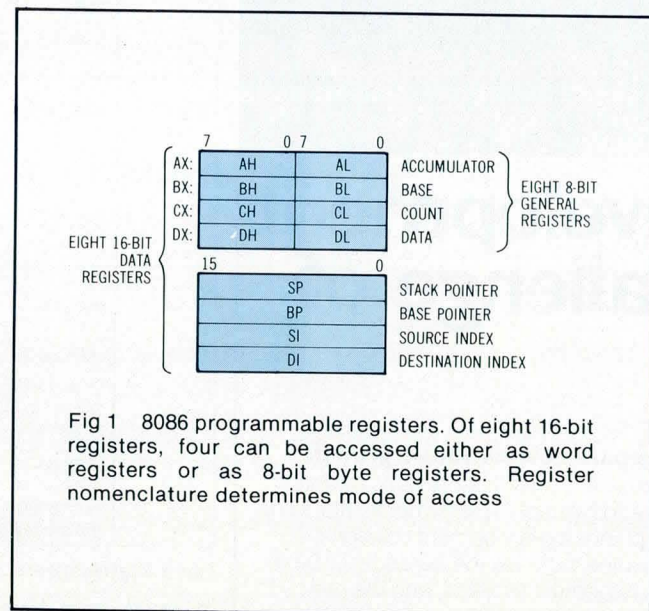 7 0 7 0
AX: AH AL ACCUMULATOR
BX: BH BL BASE
CX: CH CL COUNT
DX: DH DL DATA
EIGHT 8-BIT
GENERAL
REGISTERS
EIGHT 16-BIT
DATA
REGISTERS
15 0
SP STACK POINTER
BP BASE POINTER
SI SOURCE INDEX
DI DESTINATION INDEX
Fig 1 8086 programmable registers. Of eight 16-bit
registers, four can be accessed either as word
registers or as 8-bit byte registers. Register
nomenclature determines mode of access